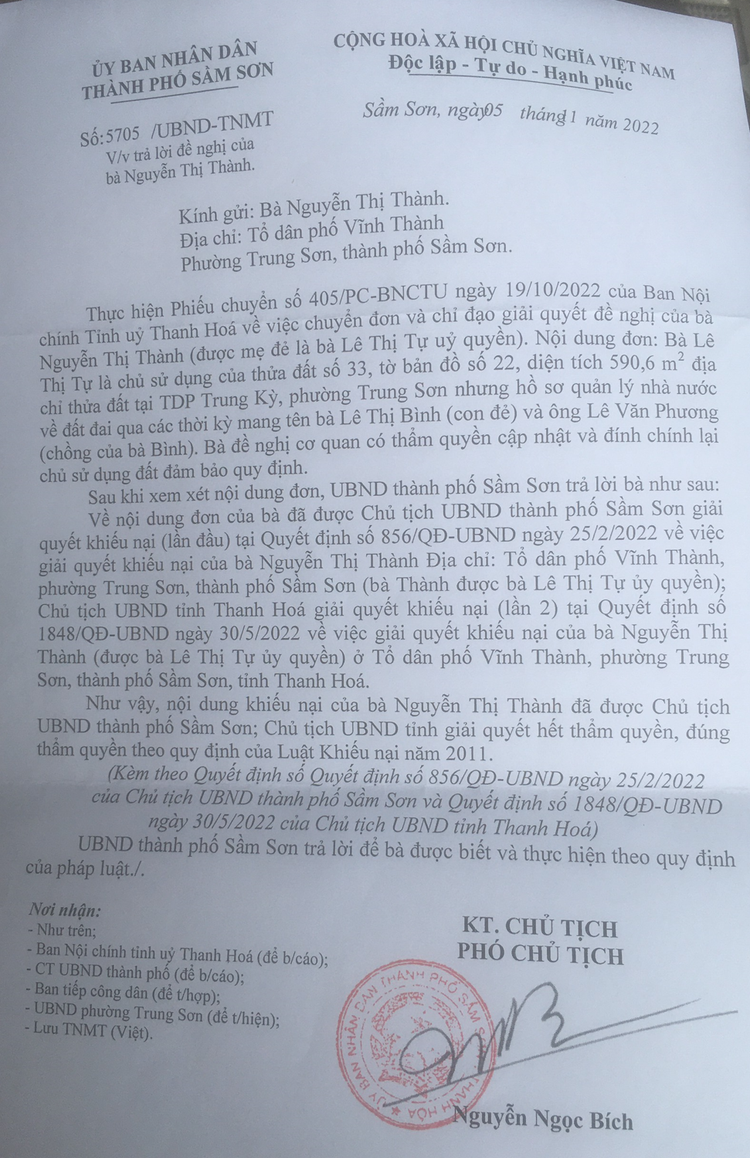 ỦY BAN NHÂN DÂN
THÀNH PHỐ SẦM SƠN
CỘNG HOÀ XÃ HỘI CHỦ NGHĨA VIỆT NAM
Độc lập - Tự do - Hạnh phúc
Số:5705 /UBND-TNMT
V/v trả lời đề nghị của
bà Nguyễn Thị Thành.
Sầm Sơn, ngày05 tháng11 năm 2022
Kính gửi: Bà Nguyễn Thị Thành.
Địa chỉ: Tổ dân phố Vĩnh Thành
Phường Trung Sơn, thành phố Sầm Sơn.
Thực hiện Phiếu chuyển số 405/PC-BNCTU ngày 19/10/2022 của Ban Nội
chính Tỉnh uỷ Thanh Hoá về việc chuyển đơn và chỉ đạo giải quyết đề nghị của bà
Nguyễn Thị Thành (được mẹ đẻ là bà Lê Thị Tự uỷ quyền). Nội dung đơn: Bà Lê
Thị Tự là chủ sử dụng của thửa đất số 33, tờ bản đồ số 22, diện tích 590,6 m² địa
chỉ thửa đất tại TDP Trung Kỳ, phường Trung Sơn nhưng hồ sơ quản lý nhà nước
về đất đai qua các thời kỳ mang tên bà Lê Thị Bình (con đẻ) và ông Lê Văn Phương
(chồng của bà Bình). Bà đề nghị cơ quan có thẩm quyền cập nhật và đính chính lại
chủ sử dụng đất đảm bảo quy định.
Sau khi xem xét nội dung đơn, UBND thành phố Sầm Sơn trả lời bà như sau:
Về nội dung đơn của bà đã được Chủ tịch UBND thành phố Sầm Sơn giải
quyết khiếu nại (lần đầu) tại Quyết định số 856/QĐ-UBND ngày 25/2/2022 về việc
giải quyết khiếu nại của bà Nguyễn Thị Thành Địa chỉ: Tổ dân phố Vĩnh Thành,
phường Trung Sơn, thành phố Sầm Sơn (bà Thành được bà Lê Thị Tự ủy quyền);
Chủ tịch UBND tỉnh Thanh Hoá giải quyết khiếu nại (lần 2) tại Quyết định số
1848/QĐ-UBND ngày 30/5/2022 về việc giải quyết khiếu nại của bà Nguyễn Thị
Thành (được bà Lê Thị Tự ủy quyền) ở Tổ dân phố Vĩnh Thành, phường Trung
Sơn, thành phố Sầm Sơn, tỉnh Thanh Hoá.
Như vậy, nội dung khiếu nại của bà Nguyễn Thị Thành đã được Chủ tịch
UBND thành phố Sầm Sơn; Chủ tịch UBND tỉnh giải quyết hết thẩm quyền, đúng
thẩm quyền theo quy định của Luật Khiếu nại năm 2011.
(Kèm theo Quyết định số Quyết định số 856/QĐ-UBND ngày 25/2/2022
của Chủ tịch UBND thành phố Sầm Sơn và Quyết định số 1848/QĐ-UBND
ngày 30/5/2022 của Chủ tịch UBND tỉnh Thanh Hoá)
UBND thành phố Sầm Sơn trả lời để bà được biết và thực hiện theo quy định
của pháp luật./.
Nơi nhận:
- Như trên;
- Ban Nội chính tỉnh uỷ Thanh Hoá (để b/cáo);
- CT UBND thành phố (để b/cáo);
- Ban tiếp công dân (để t/hợp);
- UBND phường Trung Sơn (để t/hiện);
- Lưu TNMT (Việt).
KT. CHỦ TỊCH
PHÓ CHỦ TỊCH
ỦY BAN NHÂN DÂN THÀNH PHỐ SẦM SƠN
THANH HÓA
Nguyễn Ngọc Bích